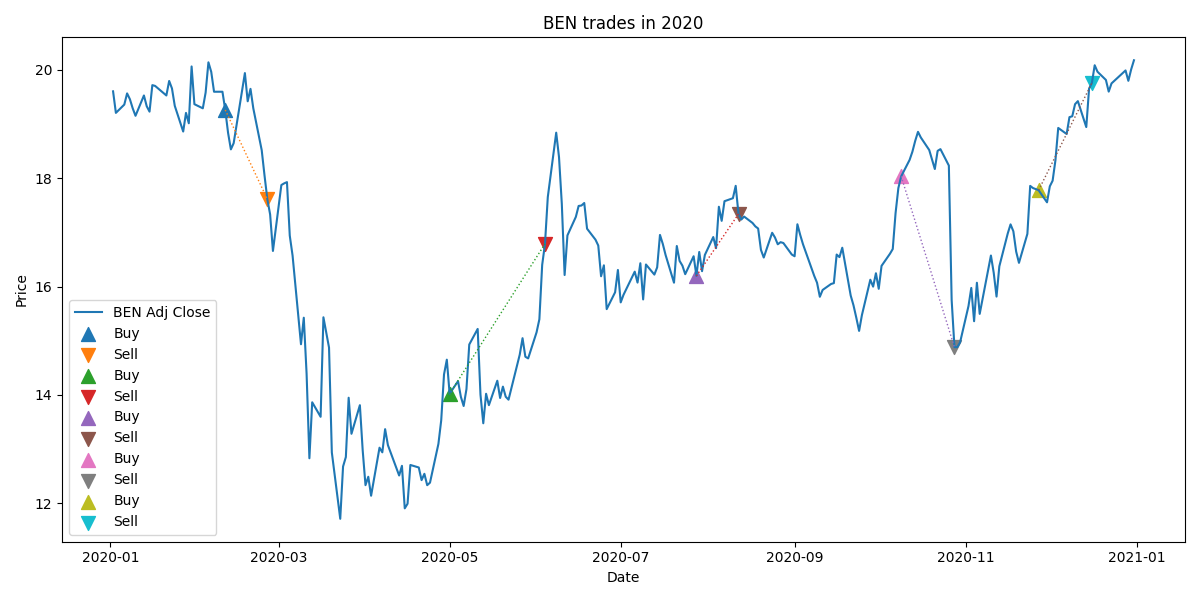 BEN trades in 2020
Price
20
18
16
14
12
BEN Adj Close
Buy
Sell
Buy
Sell
Buy
Sell
Buy
Sell
Buy
Sell
2020-01
2020-03
2020-05
2020-07
2020-09
2020-11
2021-01
Date